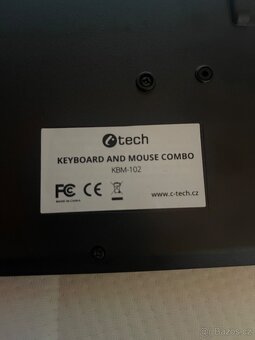 c tech
KEYBOARD AND MOUSE COMBO
KBM-102
FC CE
MADE IN CHINA
www.c-tech.cz
© Bazos.cz